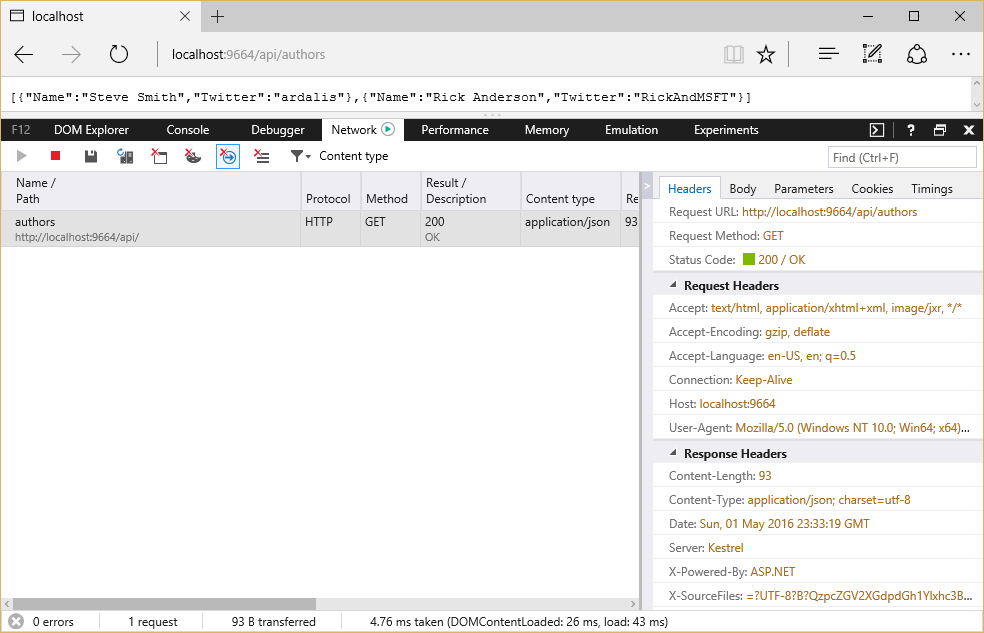 localhost
localhost:9664/api/authors
[{"Name":"Steve Smith","Twitter":"ardalis"},{"Name":"Rick Anderson","Twitter":"RickAndMSFT"}]
F12 DOM Explorer Console Debugger Network Performance Memory Emulation Experiments ?
Content type Find (Ctrl+F)
Name / Path Protocol Method Result / Description Content type Re
authors HTTP GET 200 application/json 93
http://localhost:9664/api/ OK
Headers Body Parameters Cookies Timings
Request URL: http://localhost:9664/api/authors
Request Method: GET
Status Code: 200 / OK
Request Headers
Accept: text/html, application/xhtml+xml, image/jxr, */*
Accept-Encoding: gzip, deflate
Accept-Language: en-US, en; q=0.5
Connection: Keep-Alive
Host: localhost:9664
User-Agent: Mozilla/5.0 (Windows NT 10.0; Win64; x64)...
Response Headers
Content-Length: 93
Content-Type: application/json; charset=utf-8
Date: Sun, 01 May 2016 23:33:19 GMT
Server: Kestrel
X-Powered-By: ASP.NET
X-SourceFiles: =?UTF-8?B?QzpcZGV2XGdpdGh1Ylxhc3B...
0 errors 1 request 93 B transferred 4.76 ms taken (DOMContentLoaded: 26 ms, load: 43 ms)